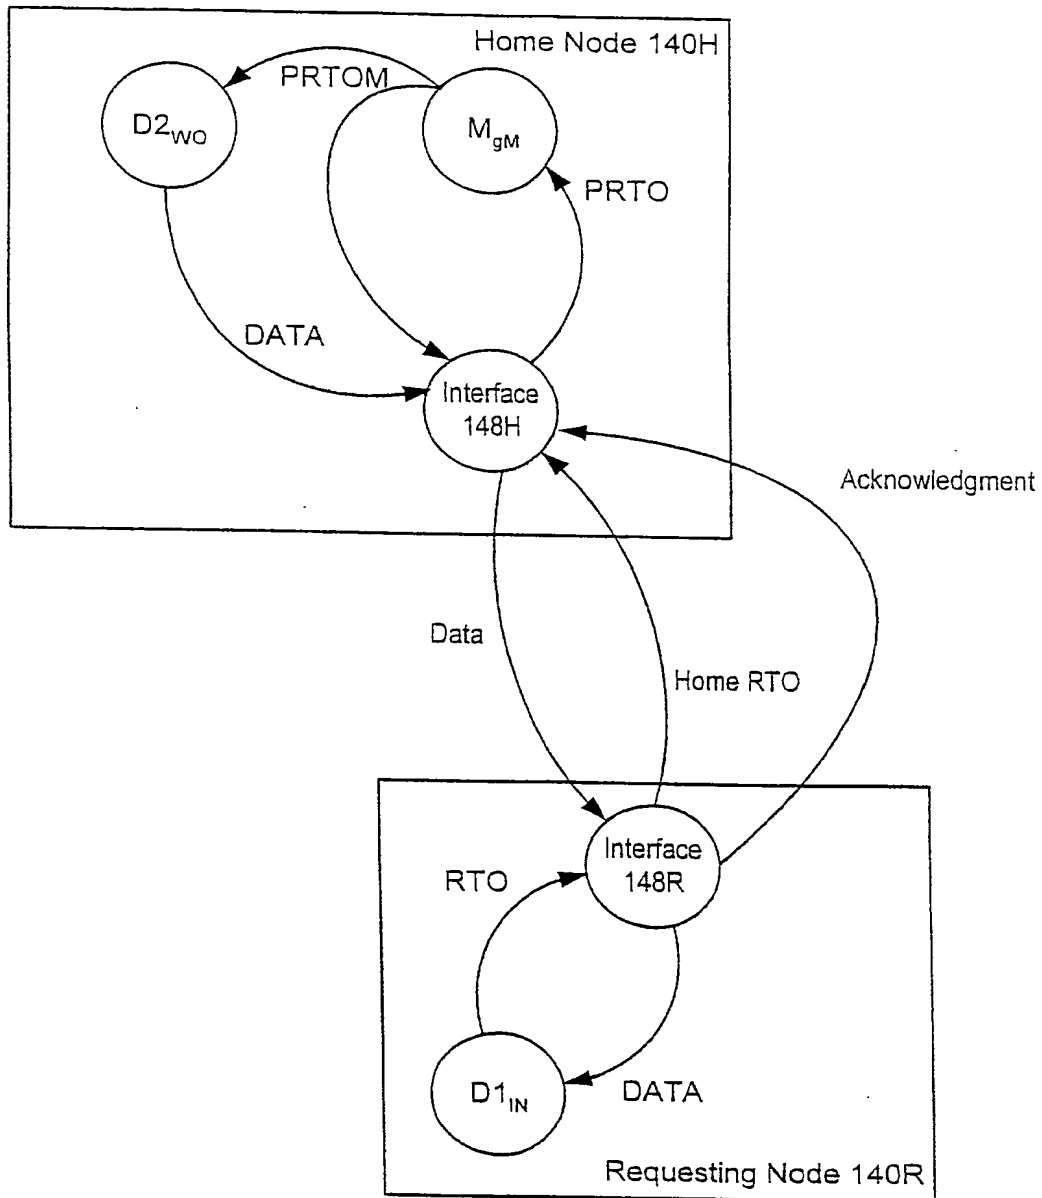 Home Node 140H
PRTOM
D2WO
MgM
PRTO
DATA
Interface
148H
Acknowledgment
Data
Home RTO
Interface
148R
RTO
D1IN
DATA
Requesting Node 140R